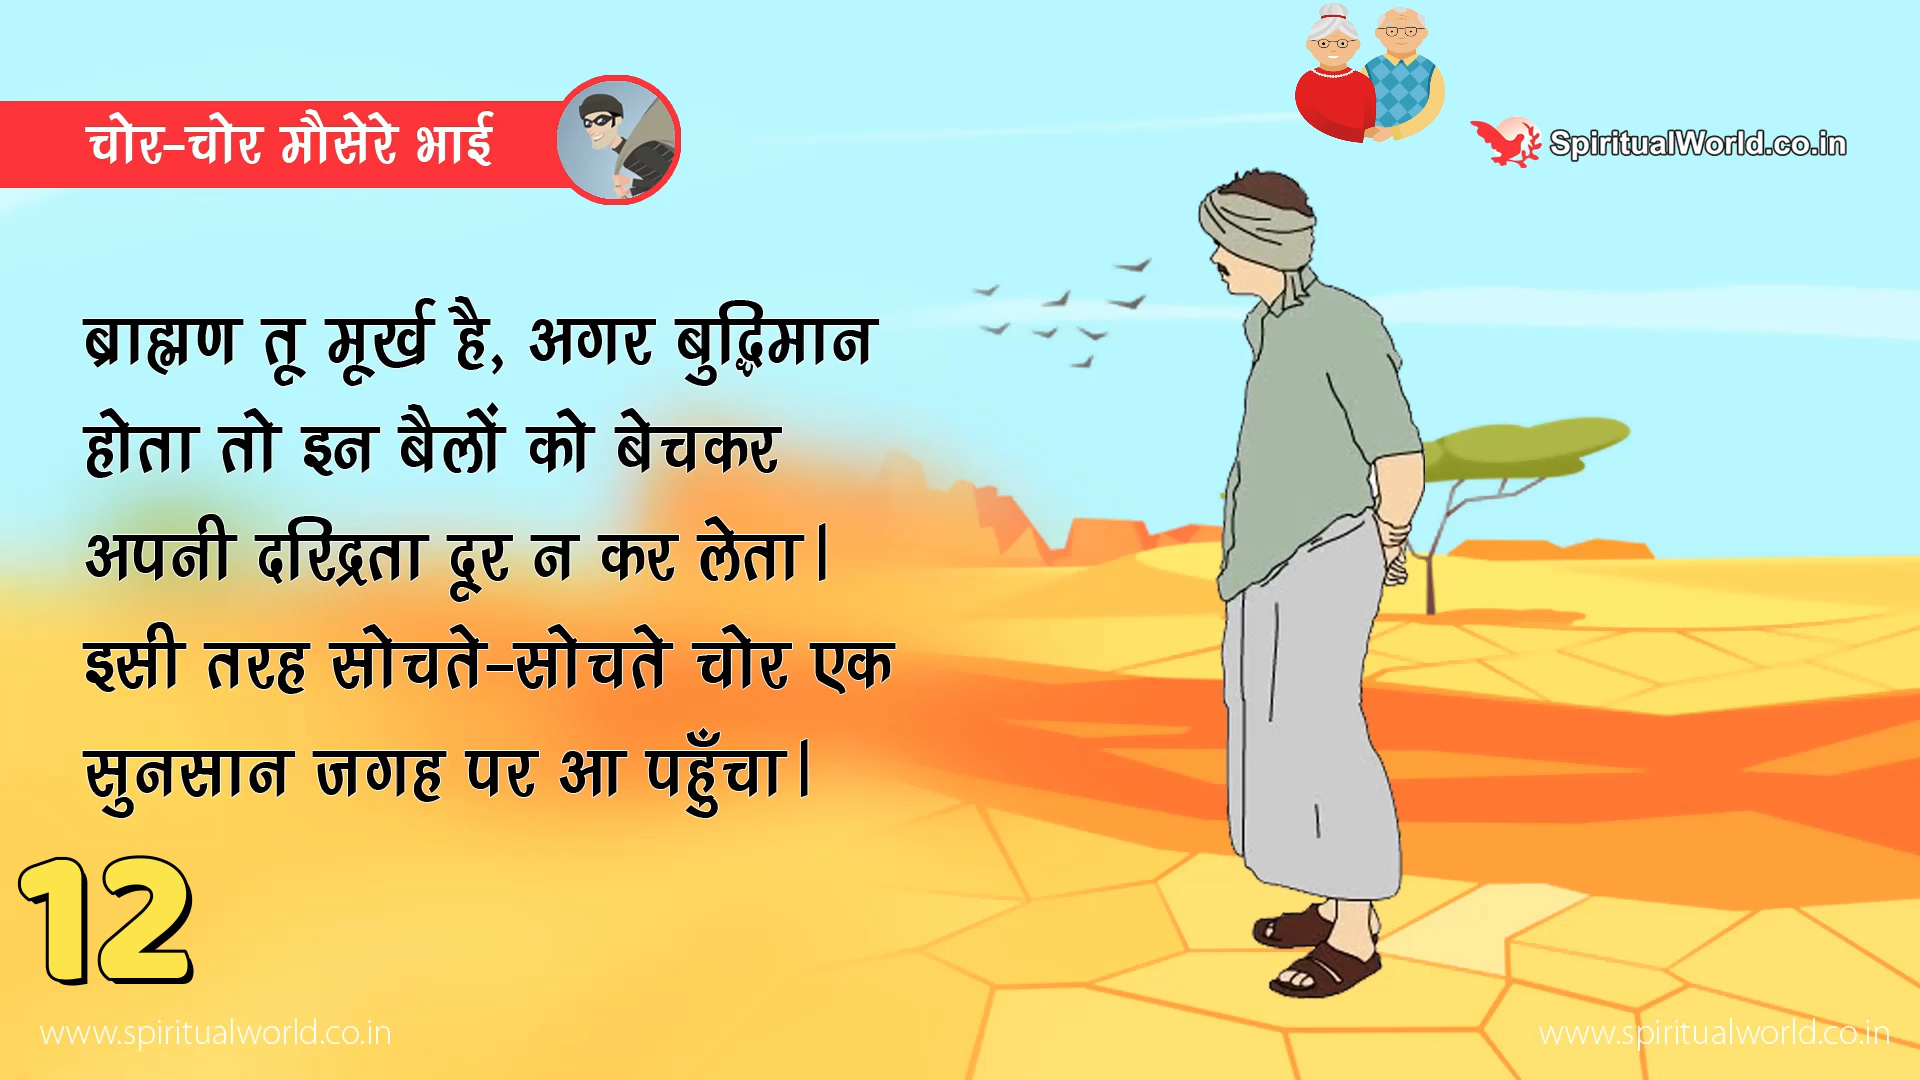 चोर-चोर मौसेरे भाई
SpiritualWorld.co.in
ब्राह्मण तू मूर्ख है, अगर बुद्धिमान
होता तो इन बैलों को बेचकर
अपनी दरिद्रता दूर न कर लेता।
इसी तरह सोचते-सोचते चोर एक
सुनसान जगह पर आ पहुँचा।
12
www.spiritualworld.co.in
www.spiritualworld.co.in